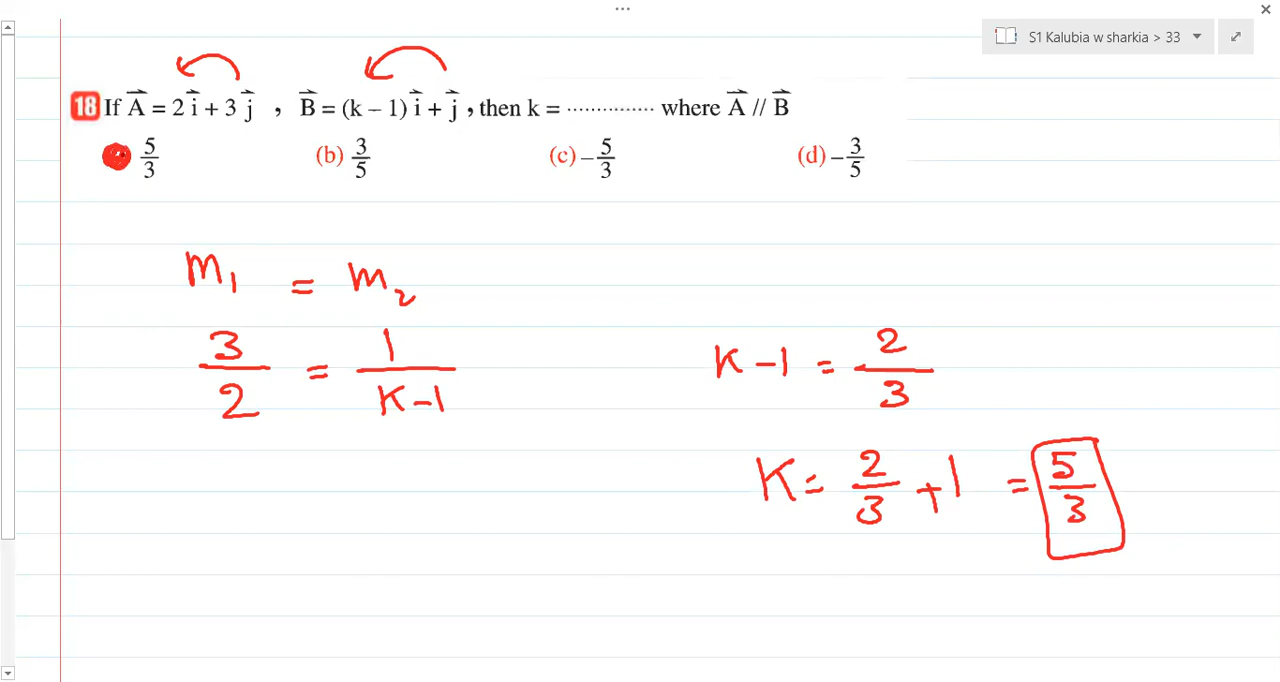 S1 Kalubia w sharkia > 33
18 If A⃗ = 2 i⃗ + 3 j⃗ , B⃗ = (k – 1) i⃗ + j⃗ , then k = ················ where A⃗ // B⃗
5/3 (b) 3/5 (c) – 5/3 (d) – 3/5
m₁ = m₂
3/2 = 1/(K-1)
K-1 = 2/3
K = 2/3 + 1 = 5/3